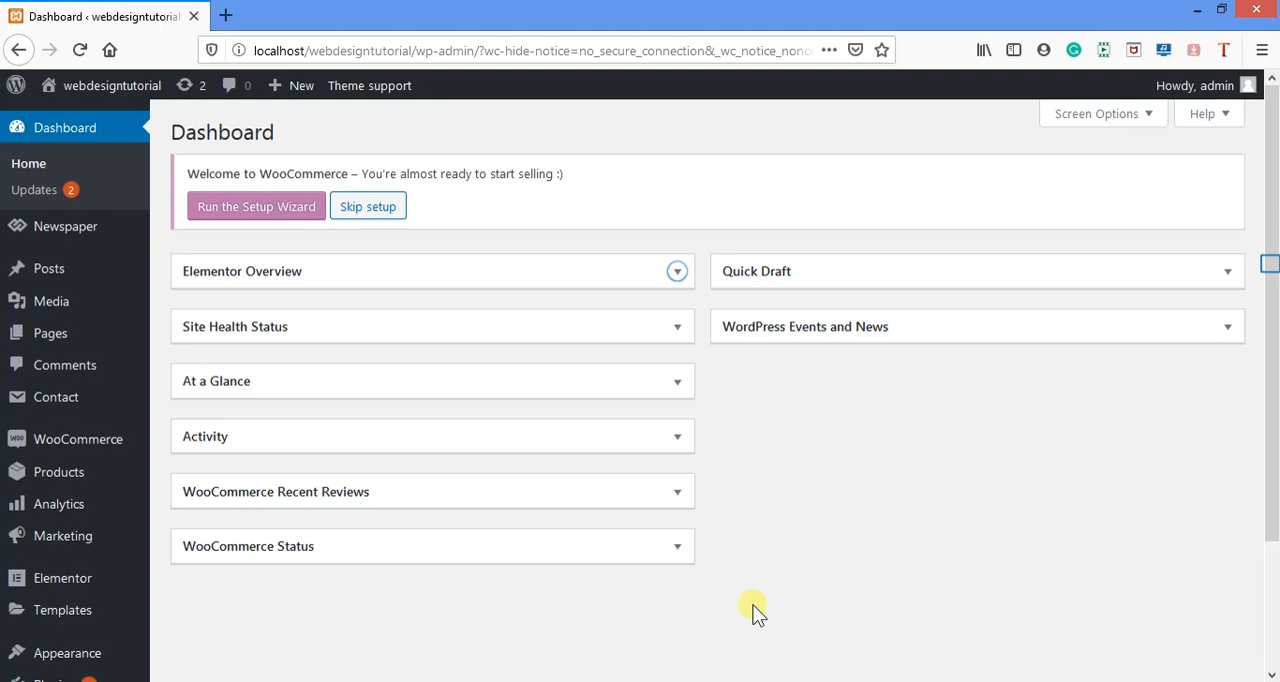 Dashboard ‹ webdesigntutorial
localhost/webdesigntutorial/wp-admin/?wc-hide-notice=no_secure_connection&_wc_notice_nonc
webdesigntutorial 2 0 New Theme support Howdy, admin
Screen Options Help
Dashboard
Home
Updates 2
Newspaper
Posts
Media
Pages
Comments
Contact
WooCommerce
Products
Analytics
Marketing
Elementor
Templates
Appearance
Dashboard
Welcome to WooCommerce – You're almost ready to start selling :)
Run the Setup Wizard Skip setup
Elementor Overview
Site Health Status
At a Glance
Activity
WooCommerce Recent Reviews
WooCommerce Status
Quick Draft
WordPress Events and News